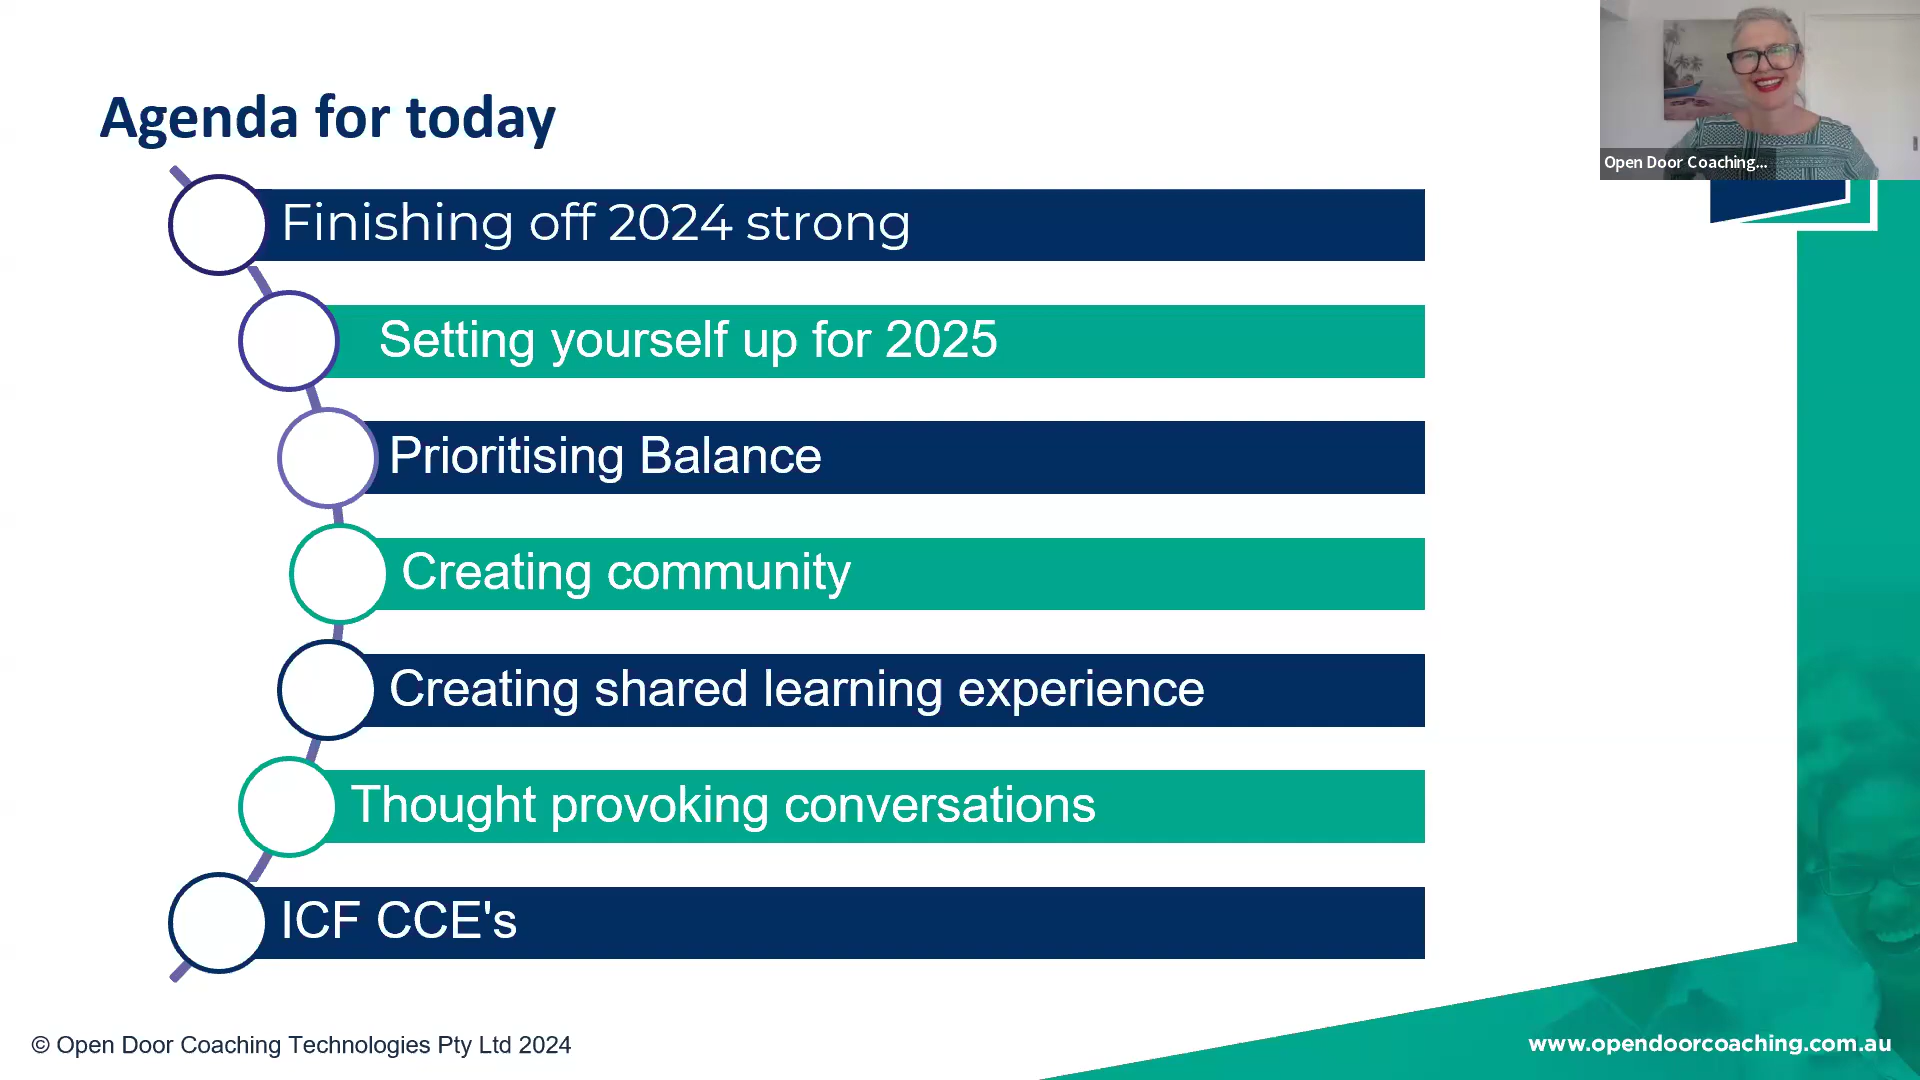 Agenda for today
Finishing off 2024 strong
Setting yourself up for 2025
Prioritising Balance
Creating community
Creating shared learning experience
Thought provoking conversations
ICF CCE's
Open Door Coaching...
© Open Door Coaching Technologies Pty Ltd 2024
www.opendoorcoaching.com.au